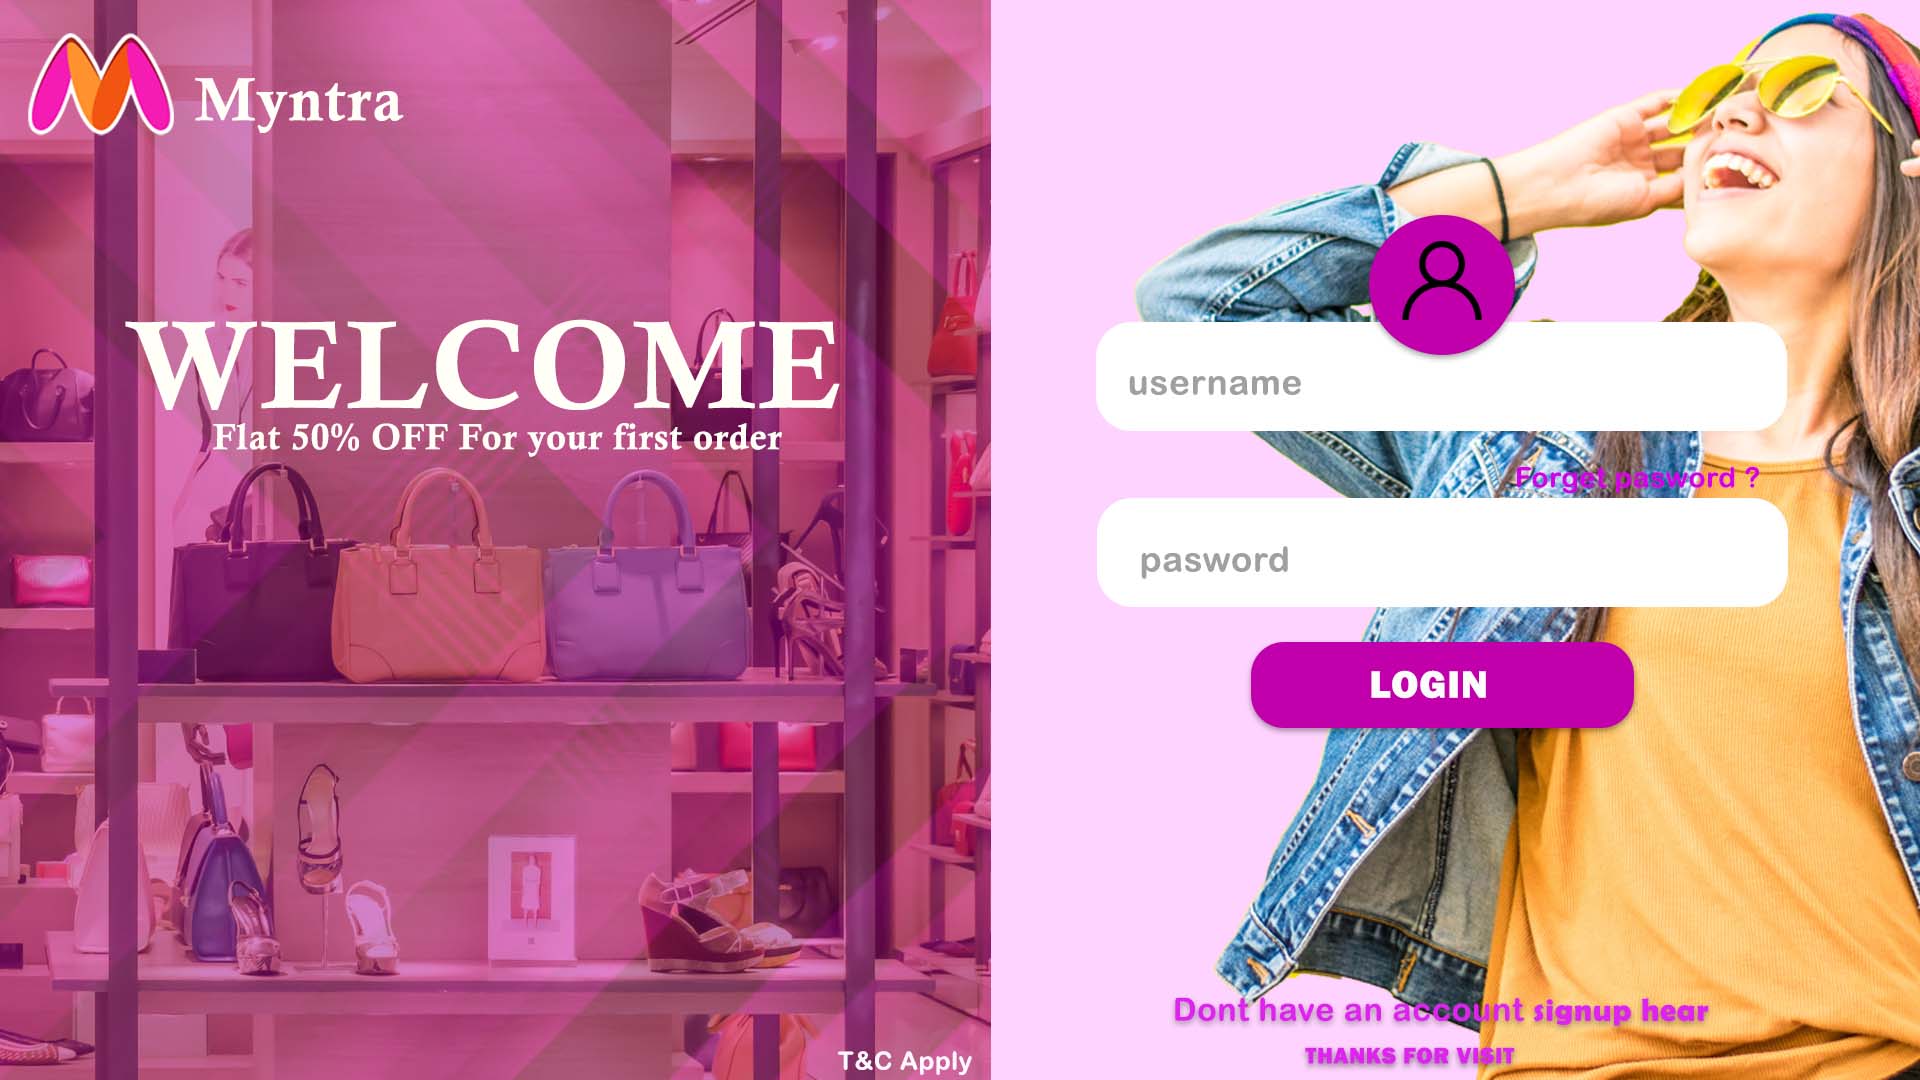 Myntra
WELCOME
Flat 50% OFF For your first order
T&C Apply
username
Forget pasword ?
pasword
LOGIN
Dont have an account signup hear
THANKS FOR VISIT